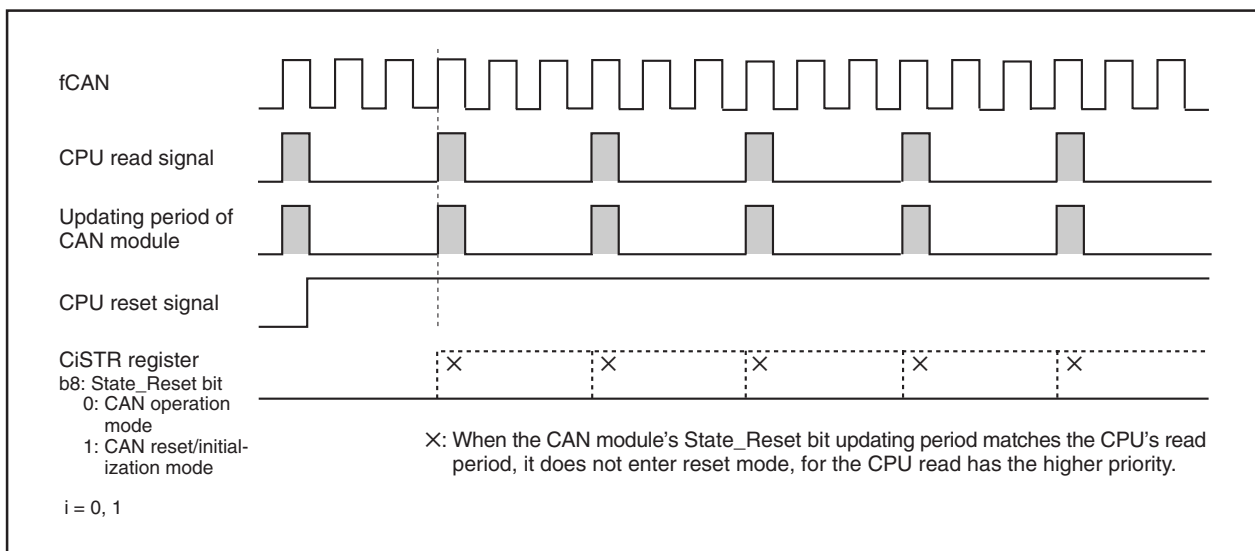 fCAN
CPU read signal
Updating period of
CAN module
CPU reset signal
CiSTR register
b8: State_Reset bit
0: CAN operation
mode
1: CAN reset/initial-
ization mode
×: When the CAN module's State_Reset bit updating period matches the CPU's read
period, it does not enter reset mode, for the CPU read has the higher priority.
i = 0, 1